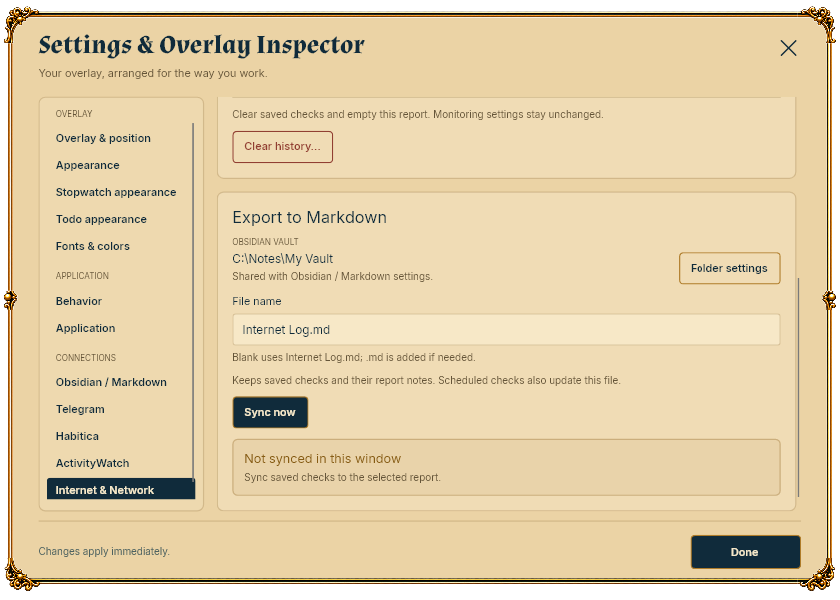 Settings & Overlay Inspector
Your overlay, arranged for the way you work.
OVERLAY
Overlay & position
Appearance
Stopwatch appearance
Todo appearance
Fonts & colors
APPLICATION
Behavior
Application
CONNECTIONS
Obsidian / Markdown
Telegram
Habitica
ActivityWatch
Internet & Network
Clear saved checks and empty this report. Monitoring settings stay unchanged.
Clear history...
Export to Markdown
OBSIDIAN VAULT
C:\Notes\My Vault
Shared with Obsidian / Markdown settings.
Folder settings
File name
Internet Log.md
Blank uses Internet Log.md; .md is added if needed.
Keeps saved checks and their report notes. Scheduled checks also update this file.
Sync now
Not synced in this window
Sync saved checks to the selected report.
Changes apply immediately.
Done